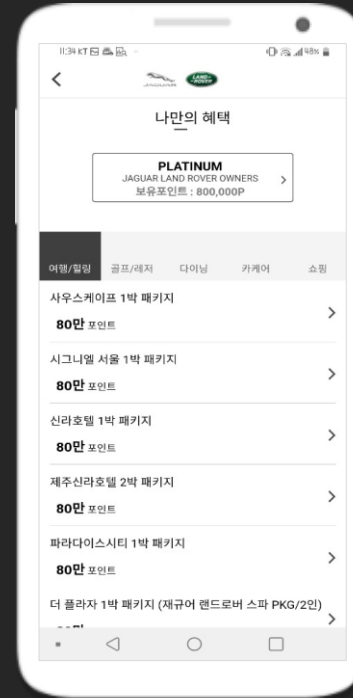 11:34 KT
48%
JAGUAR
LAND-ROVER
나만의 혜택
PLATINUM
JAGUAR LAND ROVER OWNERS
보유포인트 : 800,000P
여행/힐링 골프/레저 다이닝 카케어 쇼핑
사우스케이프 1박 패키지
80만 포인트
시그니엘 서울 1박 패키지
80만 포인트
신라호텔 1박 패키지
80만 포인트
제주신라호텔 2박 패키지
80만 포인트
파라다이스시티 1박 패키지
80만 포인트
더 플라자 1박 패키지 (재규어 랜드로버 스파 PKG/2인)